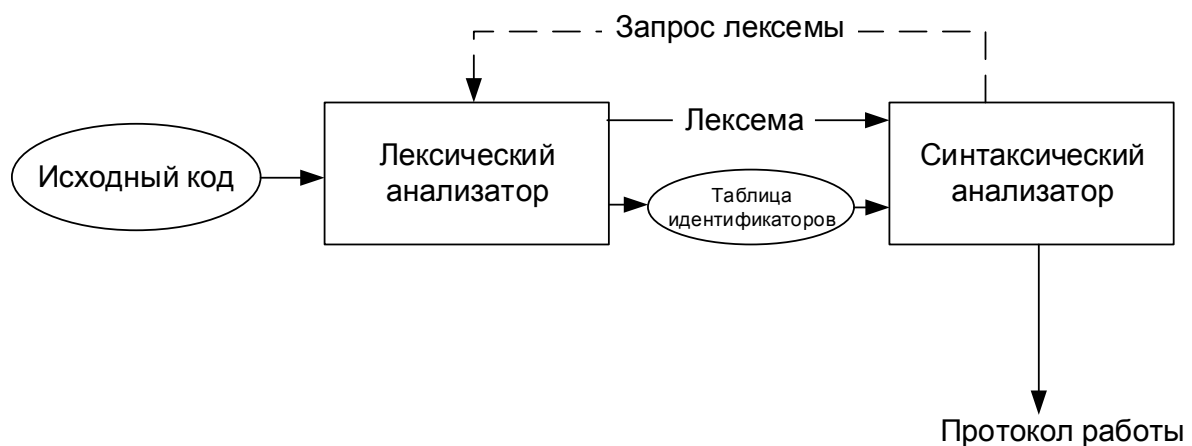 Запрос лексемы
Лексема
Исходный код
Лексический
анализатор
Таблица
идентификаторов
Синтаксический
анализатор
Протокол работы